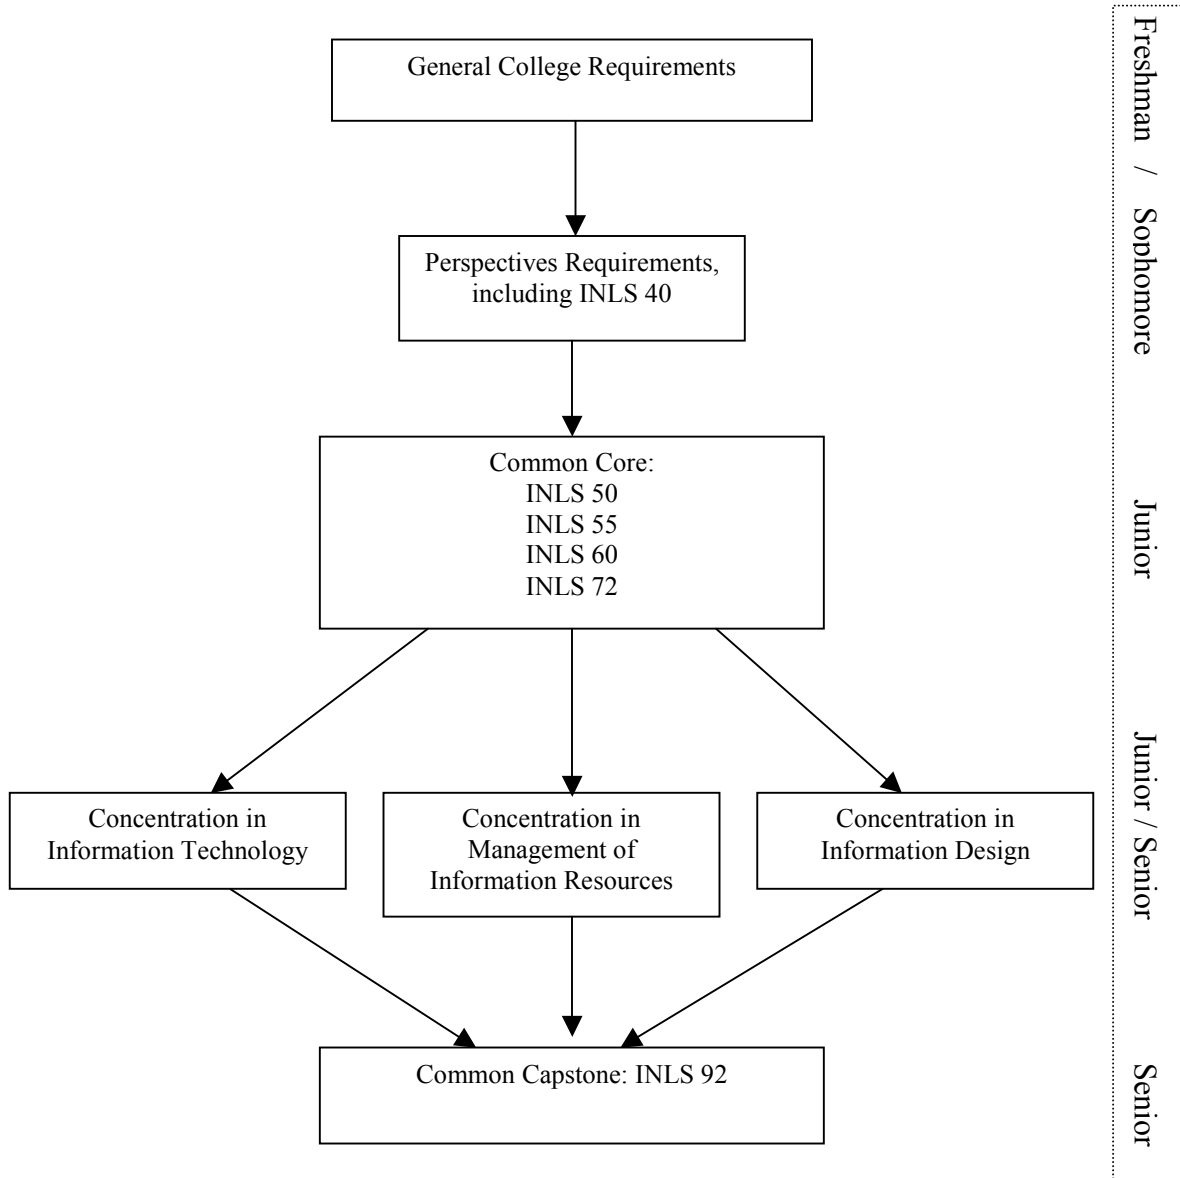 General College Requirements
Perspectives Requirements,
including INLS 40
Common Core:
INLS 50
INLS 55
INLS 60
INLS 72
Concentration in
Information Technology
Concentration in
Management of
Information Resources
Concentration in
Information Design
Common Capstone: INLS 92
Freshman / Sophomore
Junior
Junior / Senior
Senior